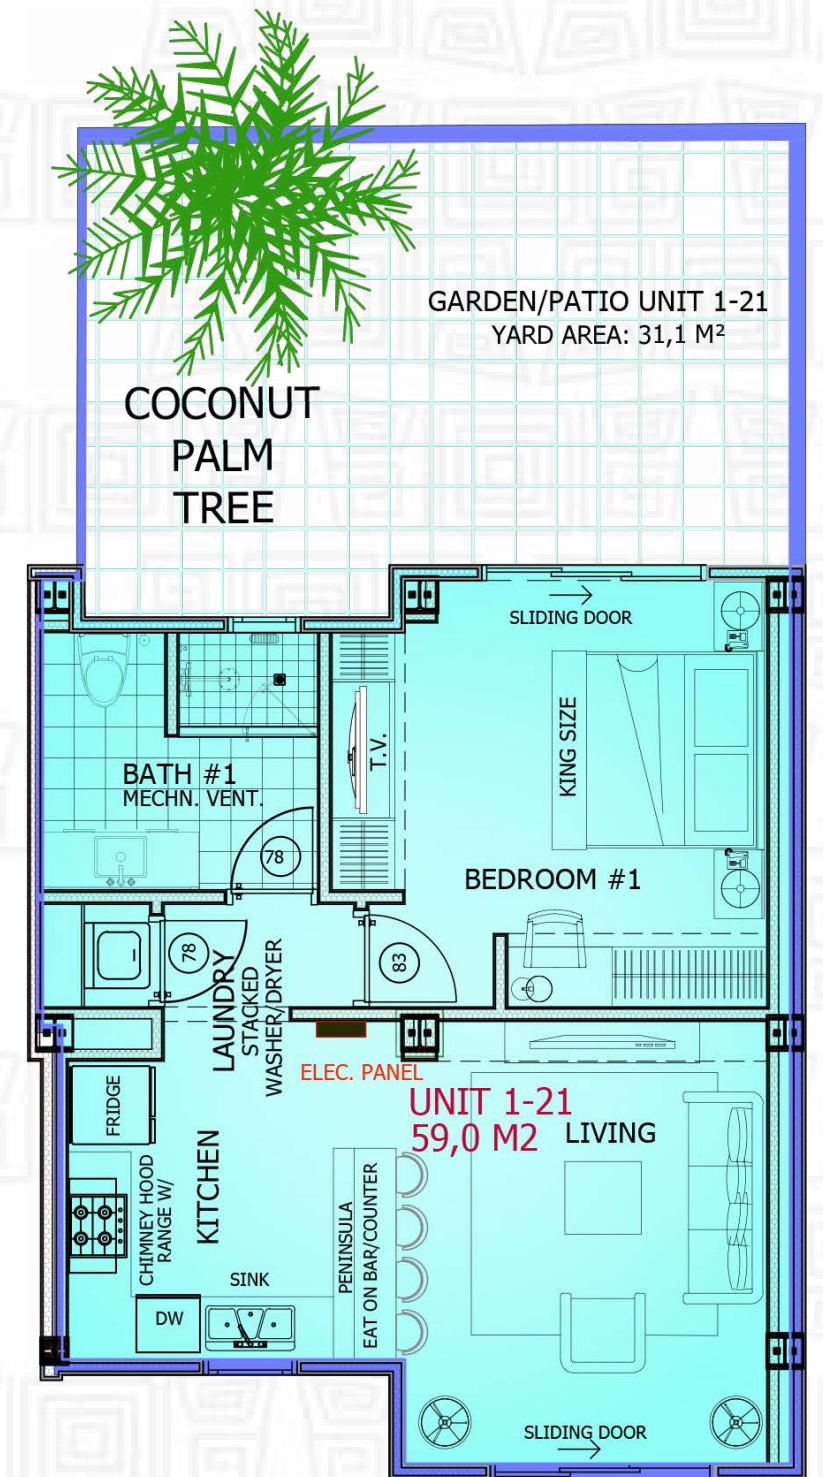 GARDEN/PATIO UNIT 1-21
YARD AREA: 31,1 M²
COCONUT
PALM
TREE
SLIDING DOOR
T.V.
KING SIZE
BATH #1
MECHN. VENT.
78
BEDROOM #1
78
83
LAUNDRY
STACKED
WASHER/DRYER
ELEC. PANEL
FRIDGE
UNIT 1-21
59,0 M2
LIVING
KITCHEN
CHIMNEY HOOD
RANGE W/
PENINSULA
EAT ON BAR/COUNTER
SINK
DW
SLIDING DOOR